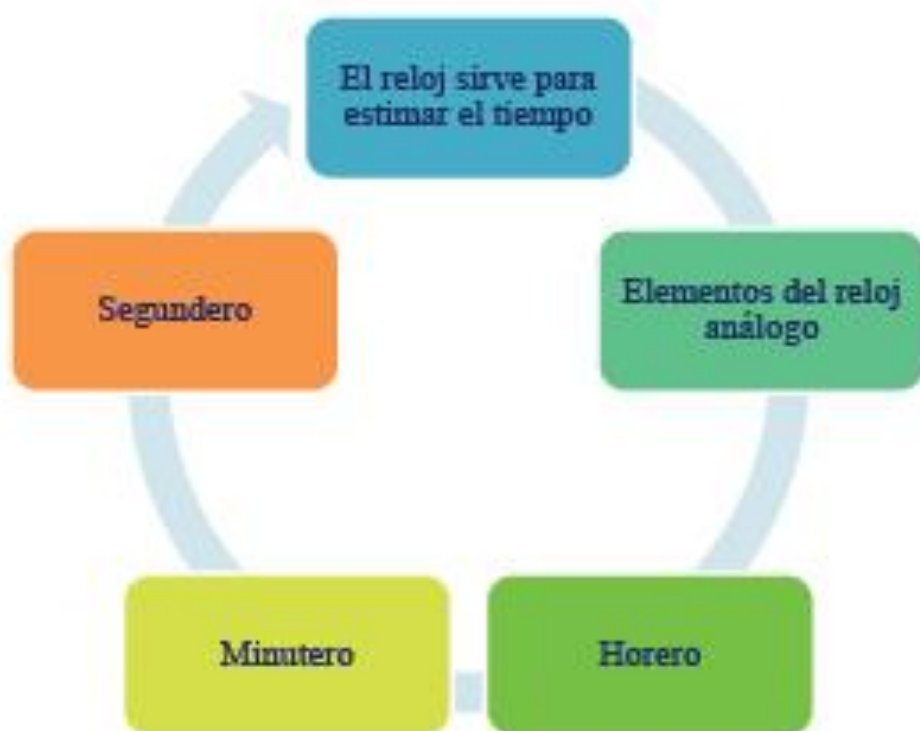 El reloj sirve para
estimar el tiempo
Elementos del reloj
análogo
Horero
Minutero
Segundero